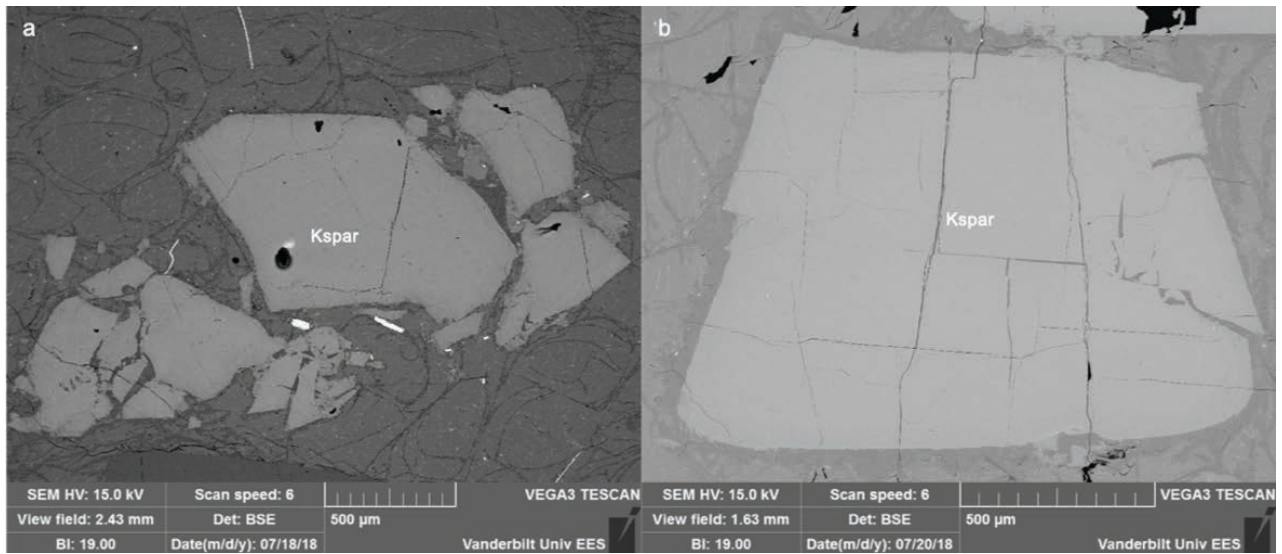 a
Kspar
SEM HV: 15.0 kV
Scan speed: 6
VEGA3 TESCAN
View field: 2.43 mm
Det: BSE
500 µm
BI: 19.00
Date(m/d/y): 07/18/18
Vanderbilt Univ EES
b
Kspar
SEM HV: 15.0 kV
Scan speed: 6
VEGA3 TESCAN
View field: 1.63 mm
Det: BSE
500 µm
BI: 19.00
Date(m/d/y): 07/20/18
Vanderbilt Univ EES